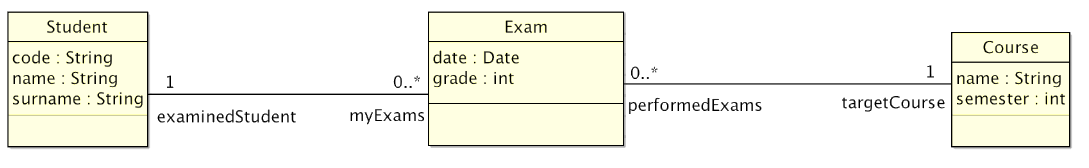 Student
code : String
name : String
surname : String
1
examinedStudent
0..*
myExams
Exam
date : Date
grade : int
0..*
performedExams
1
targetCourse
Course
name : String
semester : int